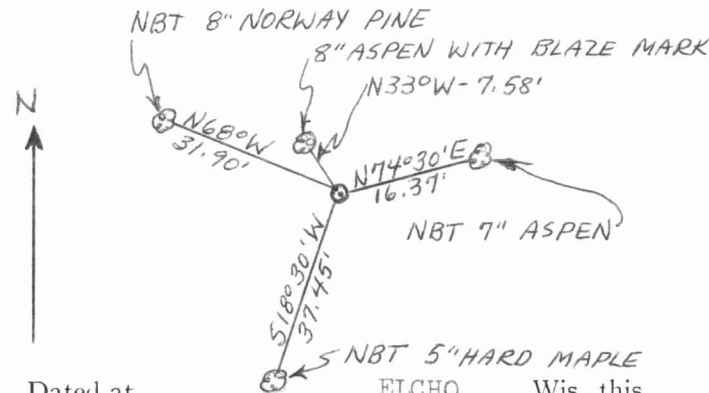 NBT 8" NORWAY PINE
8" ASPEN WITH BLAZE MARK
N33°W - 7.58'
N
N68°W
31.90'
N74°30'E
16.37'
NBT 7" ASPEN
S18°30'W
37.45'
NBT 5" HARD MAPLE
Dated at ELCHO Wis. this